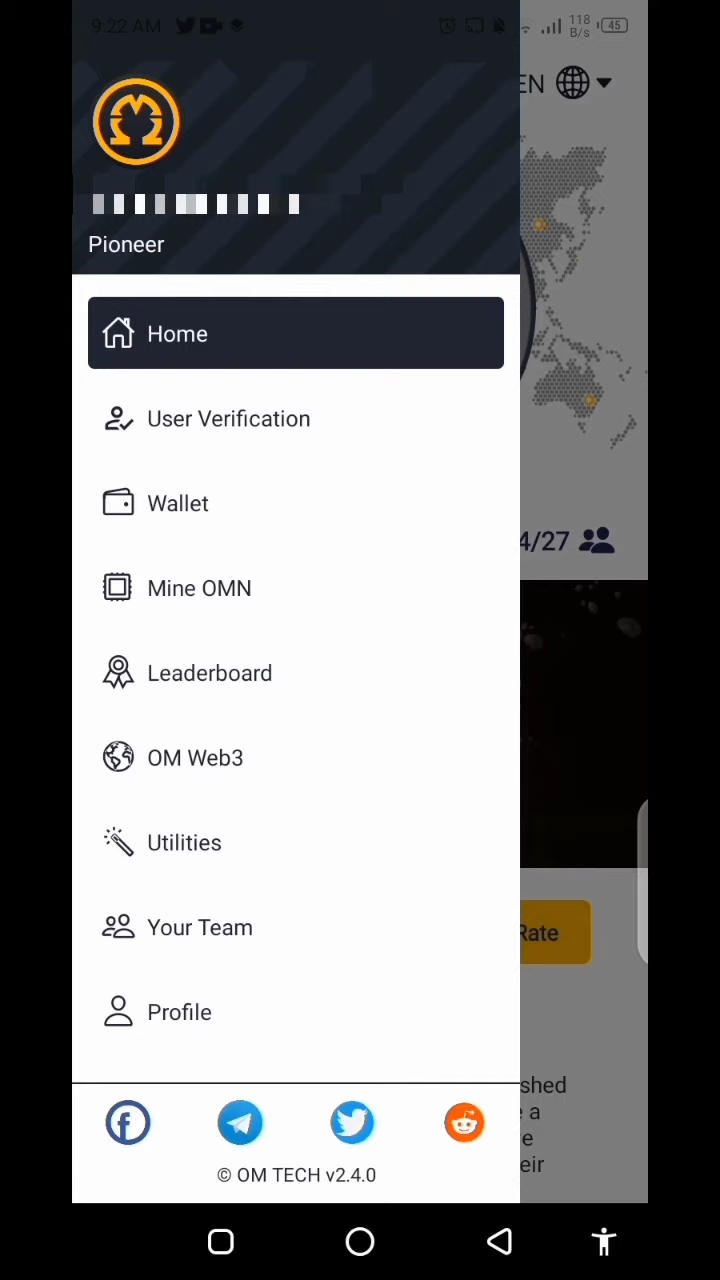 9:22 AM
118
B/s
45
EN
Pioneer
Home
User Verification
Wallet
4/27
Mine OMN
Leaderboard
OM Web3
Utilities
Your Team
Rate
Profile
shed
a
e
eir
© OM TECH v2.4.0